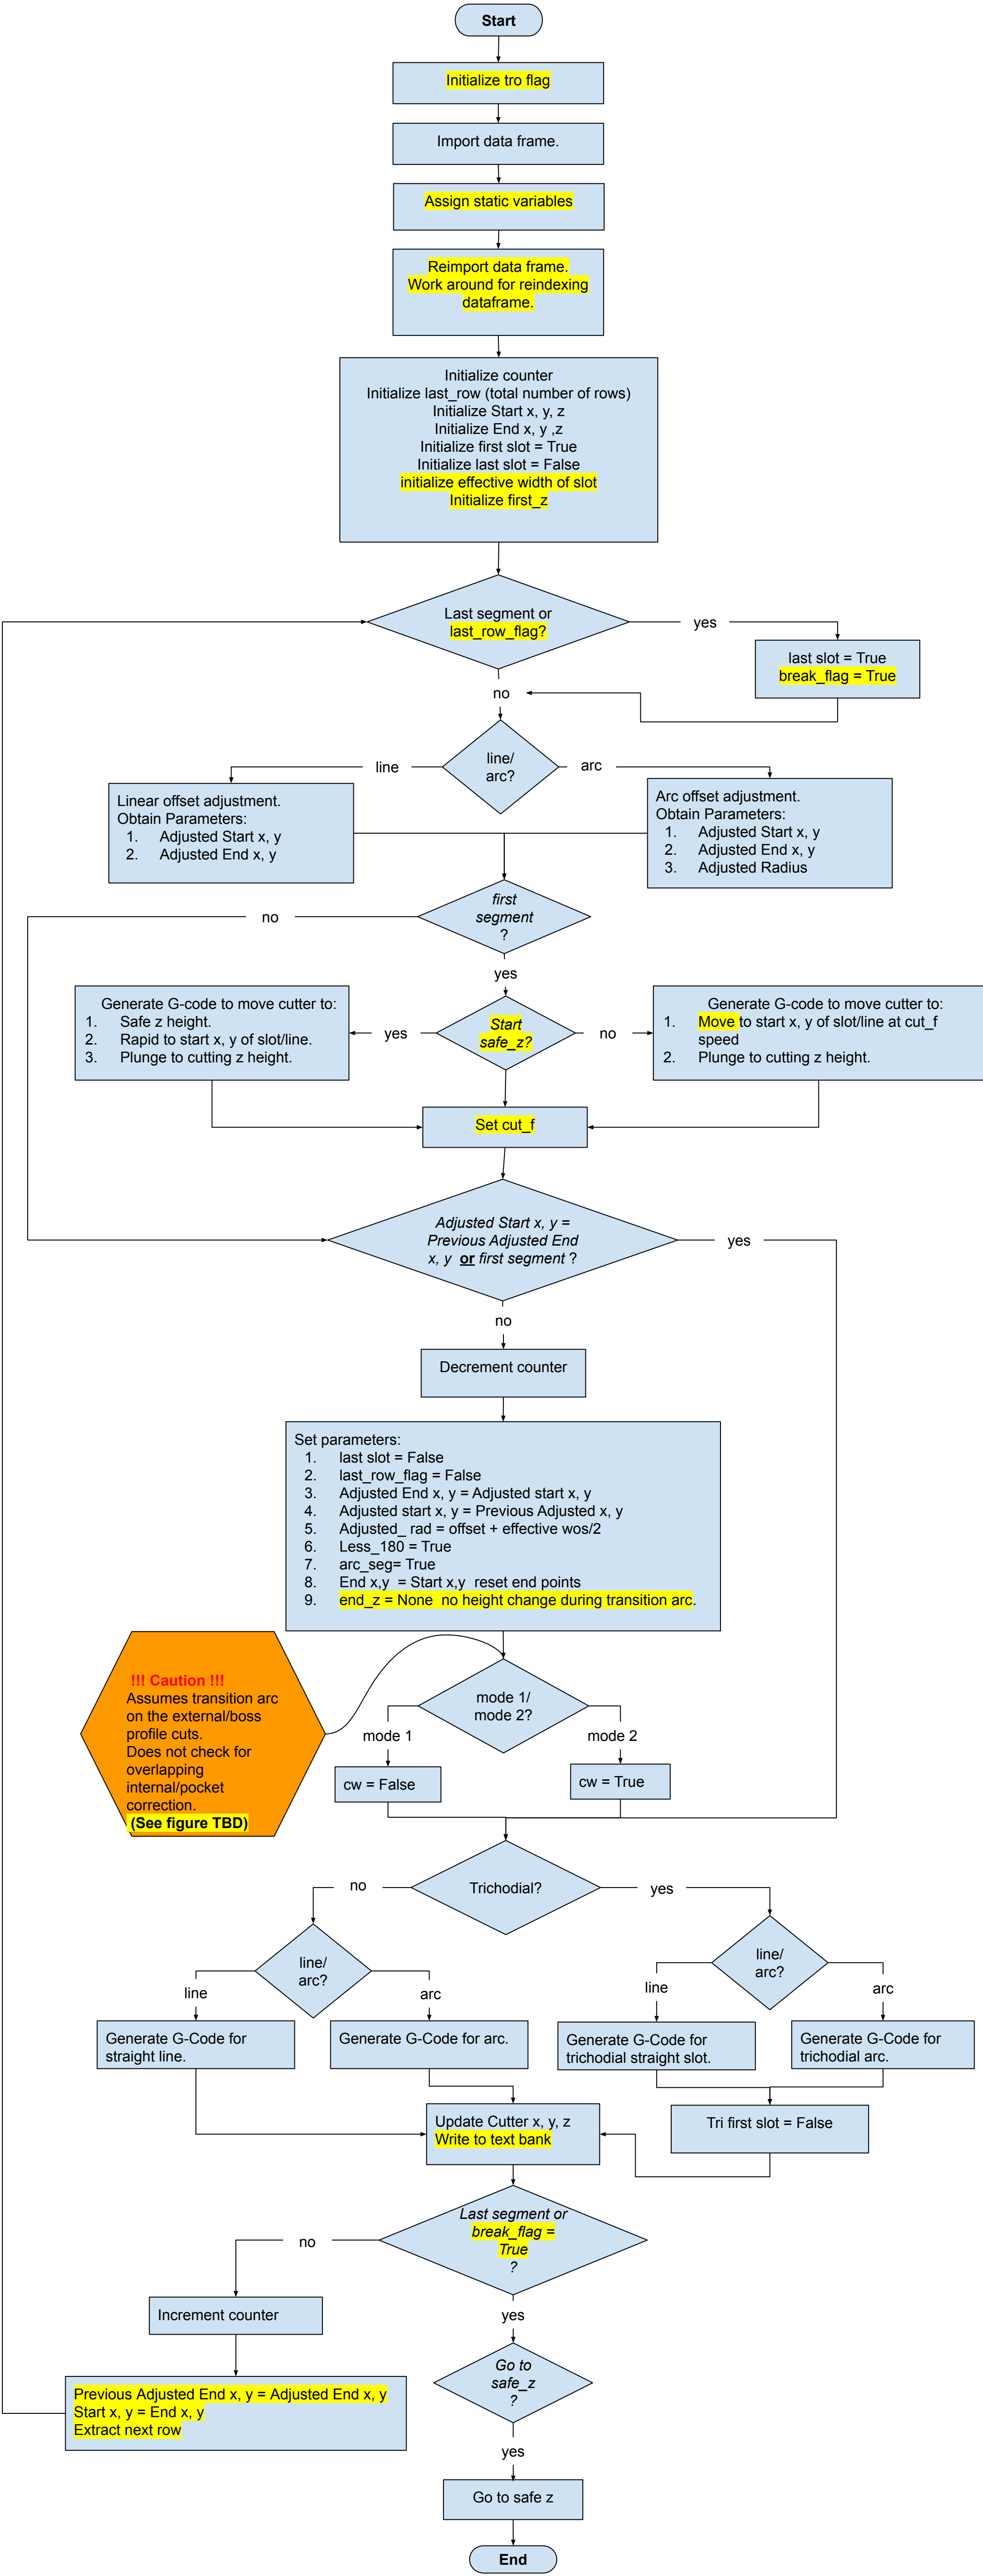 Start
Initialize tro flag
Import data frame.
Assign static variables
Reimport data frame.
Work around for reindexing
dataframe.
Initialize counter
Initialize last_row (total number of rows)
Initialize Start x, y, z
Initialize End x, y ,z
Initialize first slot = True
Initialize last slot = False
initialize effective width of slot
Initialize first_z
Last segment or
last_row_flag?
yes
last slot = True
break_flag = True
no
line/
arc?
line
arc
Linear offset adjustment.
Obtain Parameters:
1. Adjusted Start x, y
2. Adjusted End x, y
Arc offset adjustment.
Obtain Parameters:
1. Adjusted Start x, y
2. Adjusted End x, y
3. Adjusted Radius
first
segment
?
no
yes
Start
safe_z?
yes
no
Generate G-code to move cutter to:
1. Safe z height.
2. Rapid to start x, y of slot/line.
3. Plunge to cutting z height.
Generate G-code to move cutter to:
1. Move to start x, y of slot/line at cut_f
speed
2. Plunge to cutting z height.
Set cut_f
Adjusted Start x, y =
Previous Adjusted End
x, y or first segment ?
yes
no
Decrement counter
Set parameters:
1. last slot = False
2. last_row_flag = False
3. Adjusted End x, y = Adjusted start x, y
4. Adjusted start x, y = Previous Adjusted x, y
5. Adjusted_ rad = offset + effective wos/2
6. Less_180 = True
7. arc_seg= True
8. End x,y = Start x,y reset end points
9. end_z = None no height change during transition arc.
!!! Caution !!!
Assumes transition arc
on the external/boss
profile cuts.
Does not check for
overlapping
internal/pocket
correction.
(See figure TBD)
mode 1/
mode 2?
mode 1
mode 2
cw = False
cw = True
Trichodial?
no
yes
line/
arc?
line
arc
line/
arc?
line
arc
Generate G-Code for
straight line.
Generate G-Code for arc.
Generate G-Code for
trichodial straight slot.
Generate G-Code for
trichodial arc.
Update Cutter x, y, z
Write to text bank
Tri first slot = False
Last segment or
break_flag =
True
?
no
yes
Increment counter
Previous Adjusted End x, y = Adjusted End x, y
Start x, y = End x, y
Extract next row
Go to
safe_z
?
yes
Go to safe z
End